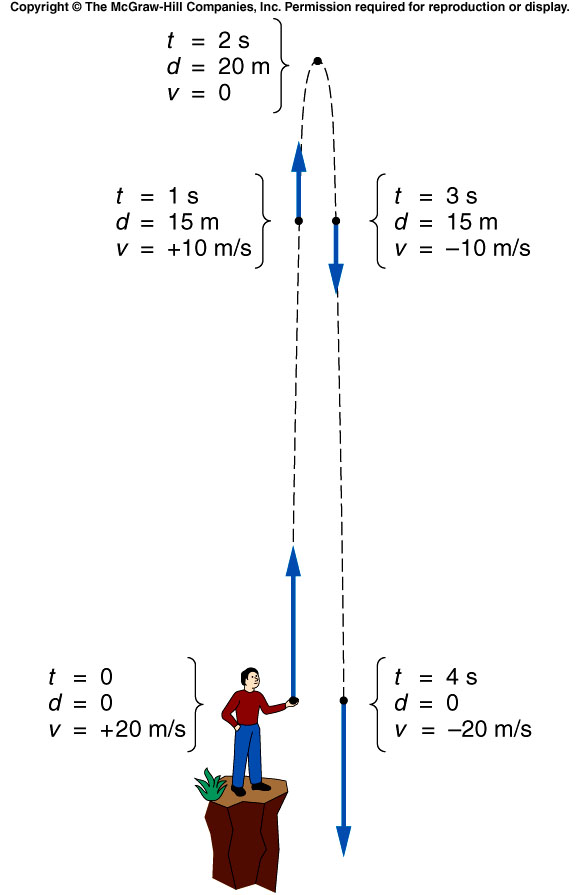 Copyright © The McGraw-Hill Companies, Inc. Permission required for reproduction or display.
t = 2 s
d = 20 m
v = 0
t = 1 s
d = 15 m
v = +10 m/s
t = 3 s
d = 15 m
v = –10 m/s
t = 0
d = 0
v = +20 m/s
t = 4 s
d = 0
v = –20 m/s